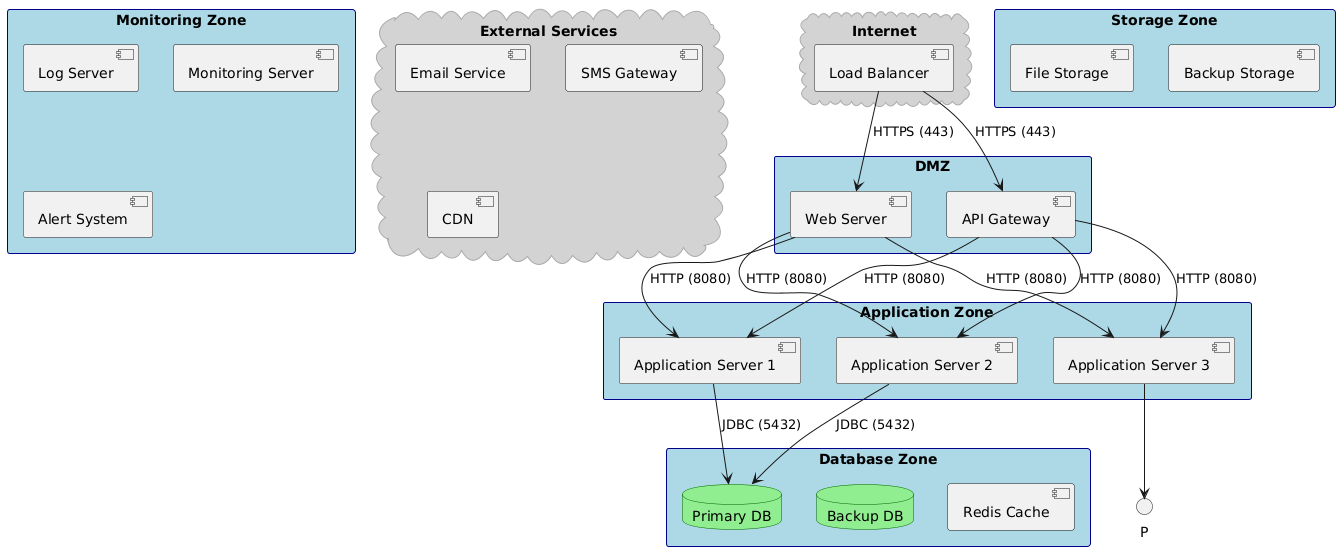 Monitoring Zone
Log Server
Monitoring Server
Alert System
External Services
Email Service
SMS Gateway
CDN
Internet
Load Balancer
Storage Zone
File Storage
Backup Storage
HTTPS (443)
HTTPS (443)
DMZ
Web Server
API Gateway
HTTP (8080)
HTTP (8080)
HTTP (8080)
HTTP (8080)
HTTP (8080)
HTTP (8080)
Application Zone
Application Server 1
Application Server 2
Application Server 3
JDBC (5432)
JDBC (5432)
Database Zone
Primary DB
Backup DB
Redis Cache
P